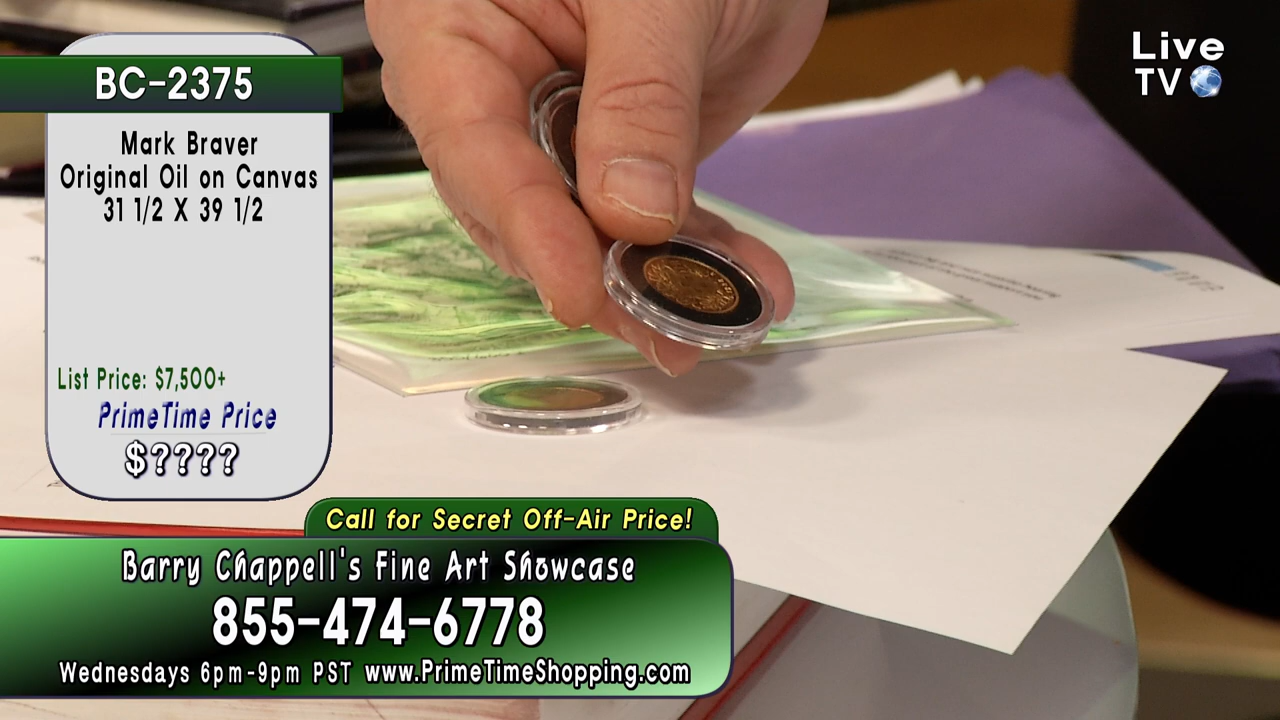 BC-2375
Mark Braver
Original Oil on Canvas
31 1/2 X 39 1/2
List Price: $7,500+
PrimeTime Price
$????
Live
TV
Call for Secret Off-Air Price!
Barry Chappell's Fine Art Showcase
855-474-6778
Wednesdays 6pm-9pm PST www.PrimeTimeShopping.com